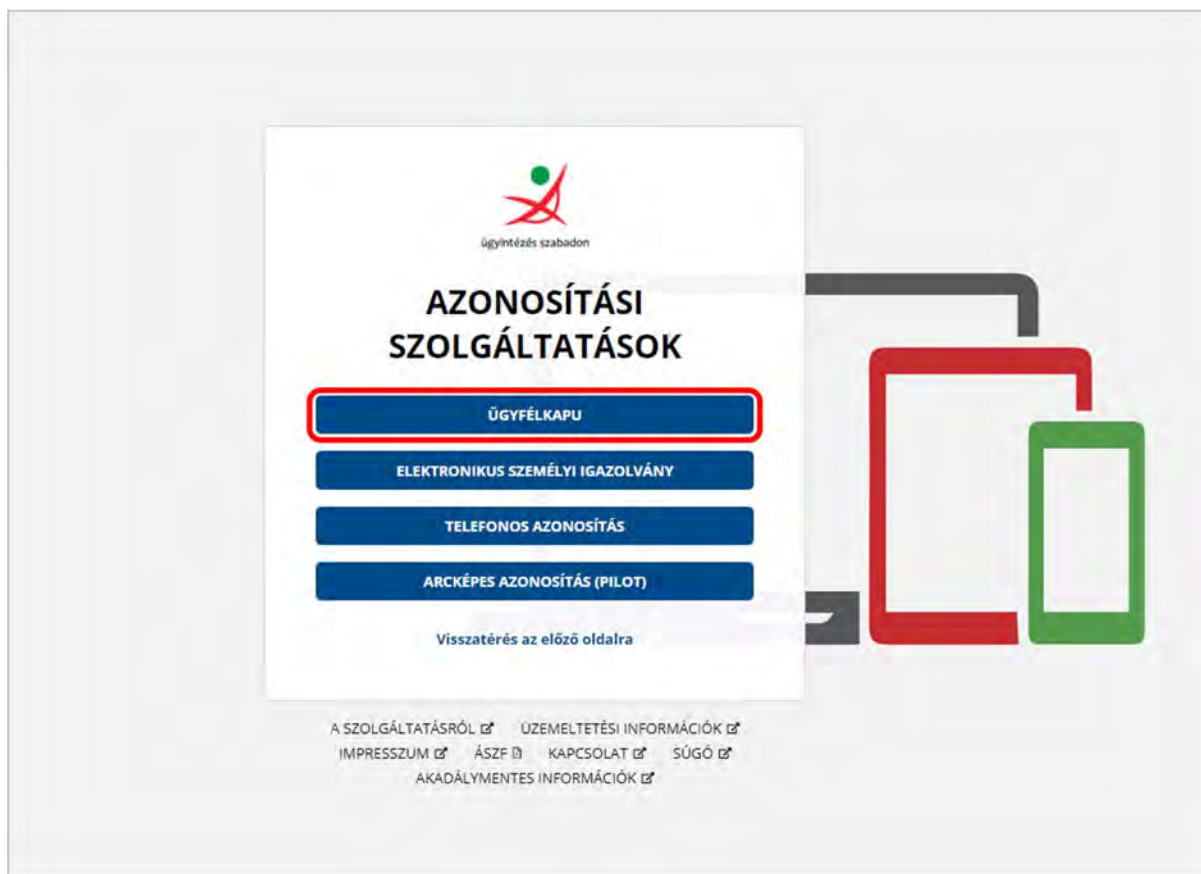 ügyintézés szabadon
AZONOSÍTÁSI
SZOLGÁLTATÁSOK
ÜGYFÉLKAPU
ELEKTRONIKUS SZEMÉLYI IGAZOLVÁNY
TELEFONOS AZONOSÍTÁS
ARCKÉPES AZONOSÍTÁS (PILOT)
Visszatérés az előző oldalra
A SZOLGÁLTATÁSRÓL ÜZEMELTETÉSI INFORMÁCIÓK
IMPRESSZUM ÁSZF KAPCSOLAT SÚGÓ
AKADÁLYMENTES INFORMÁCIÓK